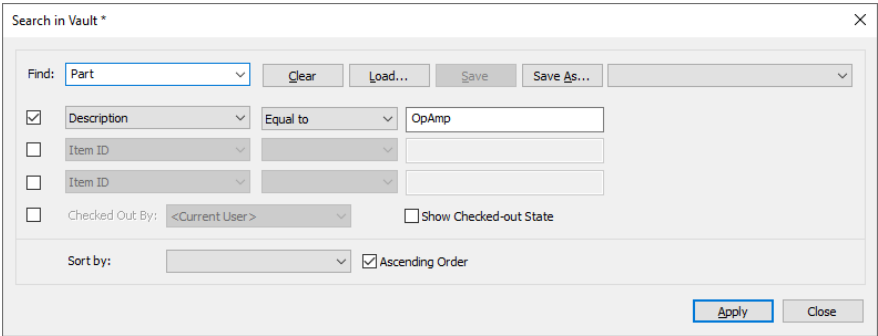 Search in Vault *
Find: Part Clear Load... Save Save As...
Description Equal to OpAmp
Item ID
Item ID
Checked Out By: <Current User> Show Checked-out State
Sort by: Ascending Order
Apply Close